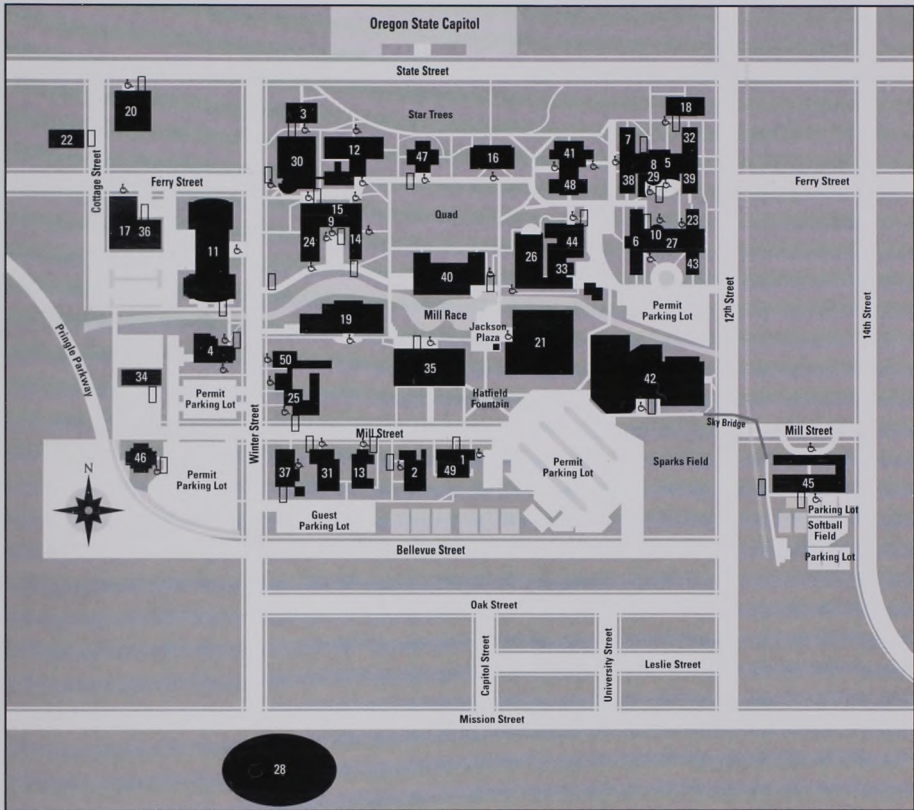 Oregon State Capitol
State Street
20
3
Star Trees
18
22
12
7
32
Cottage Street
30
47
16
41
8
5
Ferry Street
38
29
39
Ferry Street
48
15
Quad
23
17
36
9
6
10
11
24
14
26
44
27
40
33
43
12th Street
14th Street
Permit
Parking Lot
Mill Race
19
Jackson
Plaza
21
Pringle Parkway
4
50
35
42
34
25
Permit
Parking Lot
Hatfield
Fountain
Winter Street
Mill Street
Sky Bridge
Mill Street
46
37
31
13
2
49
1
Permit
Parking Lot
Sparks Field
N
Permit
Parking Lot
45
Guest
Parking Lot
Parking Lot
Softball
Field
Bellevue Street
Parking Lot
Oak Street
Capitol Street
University Street
Leslie Street
Mission Street
28